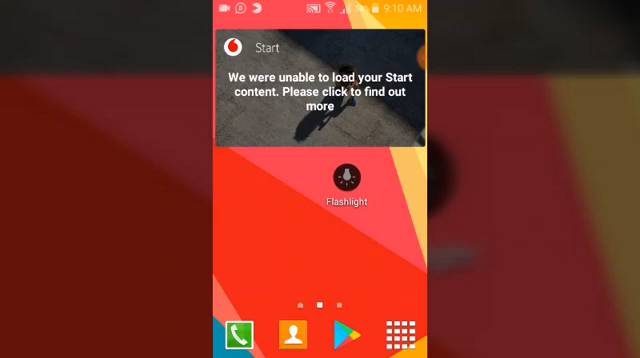 9:10 AM
Start
We were unable to load your Start
content. Please click to find out
more
Flashlight